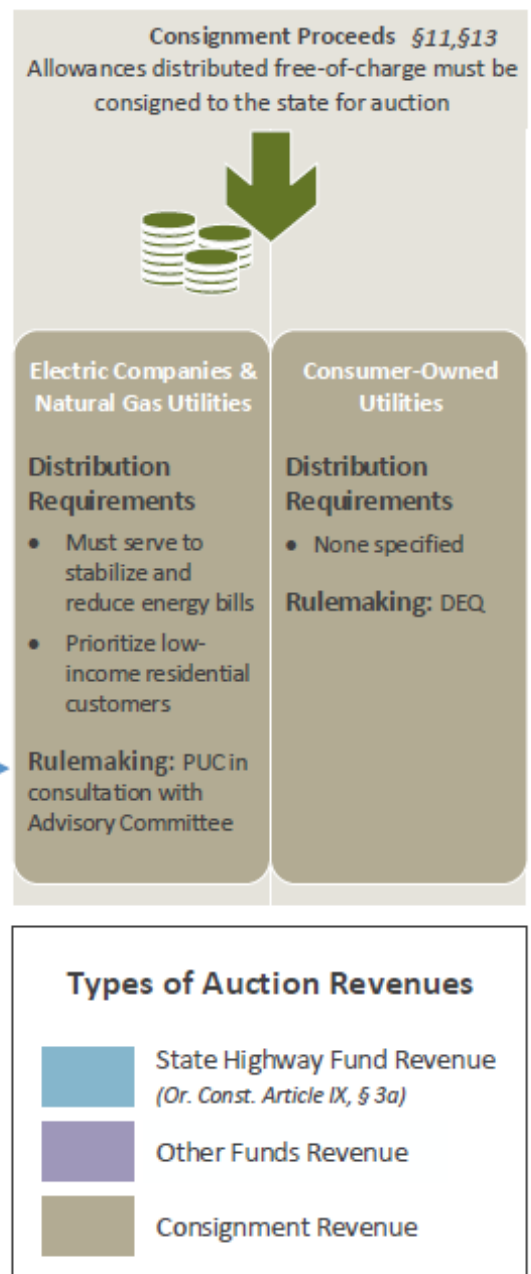 Consignment Proceeds §11,§13
Allowances distributed free-of-charge must be
consigned to the state for auction
Electric Companies &
Natural Gas Utilities
Distribution
Requirements
• Must serve to
stabilize and
reduce energy bills
• Prioritize low-
income residential
customers
Rulemaking: PUC in
consultation with
Advisory Committee
Consumer-Owned
Utilities
Distribution
Requirements
• None specified
Rulemaking: DEQ
Types of Auction Revenues
State Highway Fund Revenue
(Or. Const. Article IX, § 3a)
Other Funds Revenue
Consignment Revenue